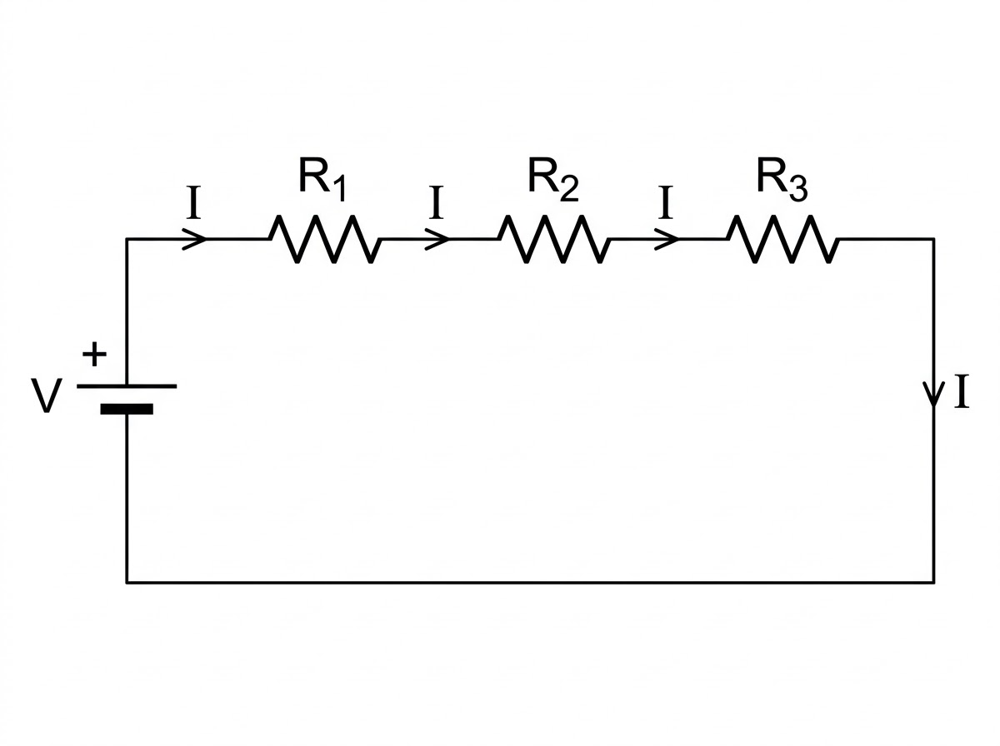 R₁ R₂ R₃
I I I
+
V
I